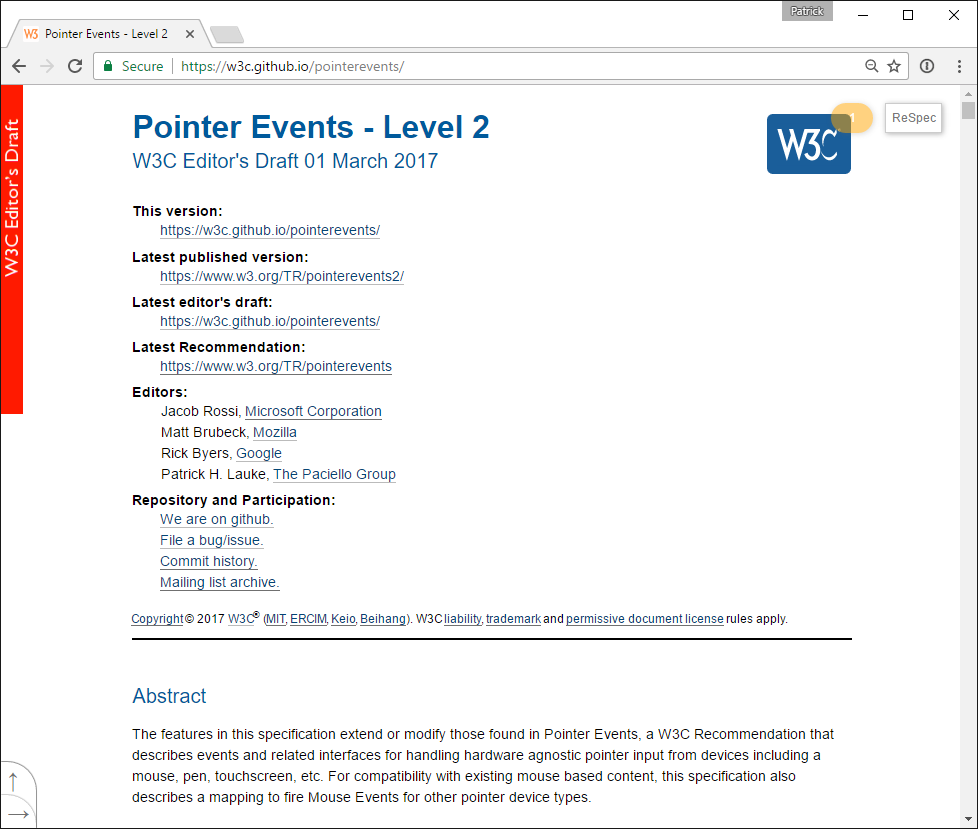 Patrick
W3 Pointer Events - Level 2
Secure https://w3c.github.io/pointerevents/
W3C Editor's Draft
Pointer Events - Level 2
W3C Editor's Draft 01 March 2017
W3C
ReSpec
This version:
https://w3c.github.io/pointerevents/
Latest published version:
https://www.w3.org/TR/pointerevents2/
Latest editor's draft:
https://w3c.github.io/pointerevents/
Latest Recommendation:
https://www.w3.org/TR/pointerevents
Editors:
Jacob Rossi, Microsoft Corporation
Matt Brubeck, Mozilla
Rick Byers, Google
Patrick H. Lauke, The Paciello Group
Repository and Participation:
We are on github.
File a bug/issue.
Commit history.
Mailing list archive.
Copyright © 2017 W3C® (MIT, ERCIM, Keio, Beihang). W3C liability, trademark and permissive document license rules apply.
Abstract
The features in this specification extend or modify those found in Pointer Events, a W3C Recommendation that
describes events and related interfaces for handling hardware agnostic pointer input from devices including a
mouse, pen, touchscreen, etc. For compatibility with existing mouse based content, this specification also
describes a mapping to fire Mouse Events for other pointer device types.